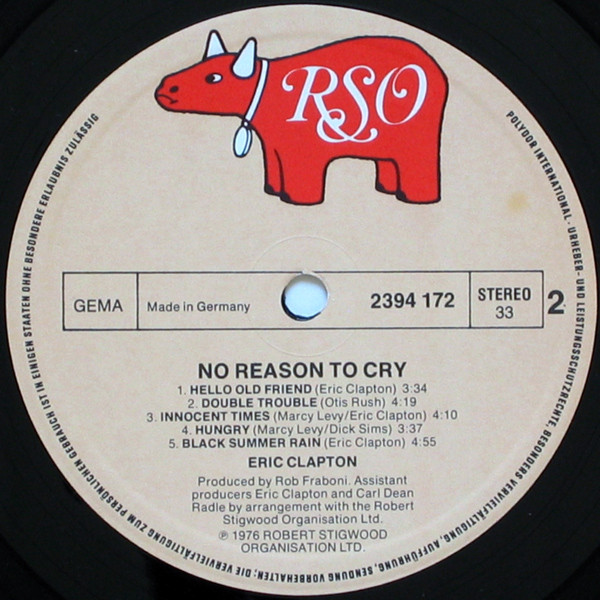 RSO
GEMA
Made in Germany
2394 172
STEREO
33
2
NO REASON TO CRY
1. HELLO OLD FRIEND (Eric Clapton) 3:34
2. DOUBLE TROUBLE (Otis Rush) 4:19
3. INNOCENT TIMES (Marcy Levy/Eric Clapton) 4:10
4. HUNGRY (Marcy Levy/Dick Sims) 3:37
5. BLACK SUMMER RAIN (Eric Clapton) 4:55
ERIC CLAPTON
Produced by Rob Fraboni. Assistant
producers Eric Clapton and Carl Dean
Radle by arrangement with the Robert
Stigwood Organisation Ltd.
℗ 1976 ROBERT STIGWOOD
ORGANISATION LTD.
POLYDOR INTERNATIONAL · URHEBER- UND LEISTUNGSSCHUTZRECHTE, BESONDERS VERVIELFÄLTIGUNG, AUFFÜHRUNG, SENDUNG VORBEHALTEN; DIE VERVIELFÄLTIGUNG ZUM PERSÖNLICHEN GEBRAUCH IST IN EINIGEN STAATEN OHNE BESONDERE ERLAUBNIS ZULÄSSIG